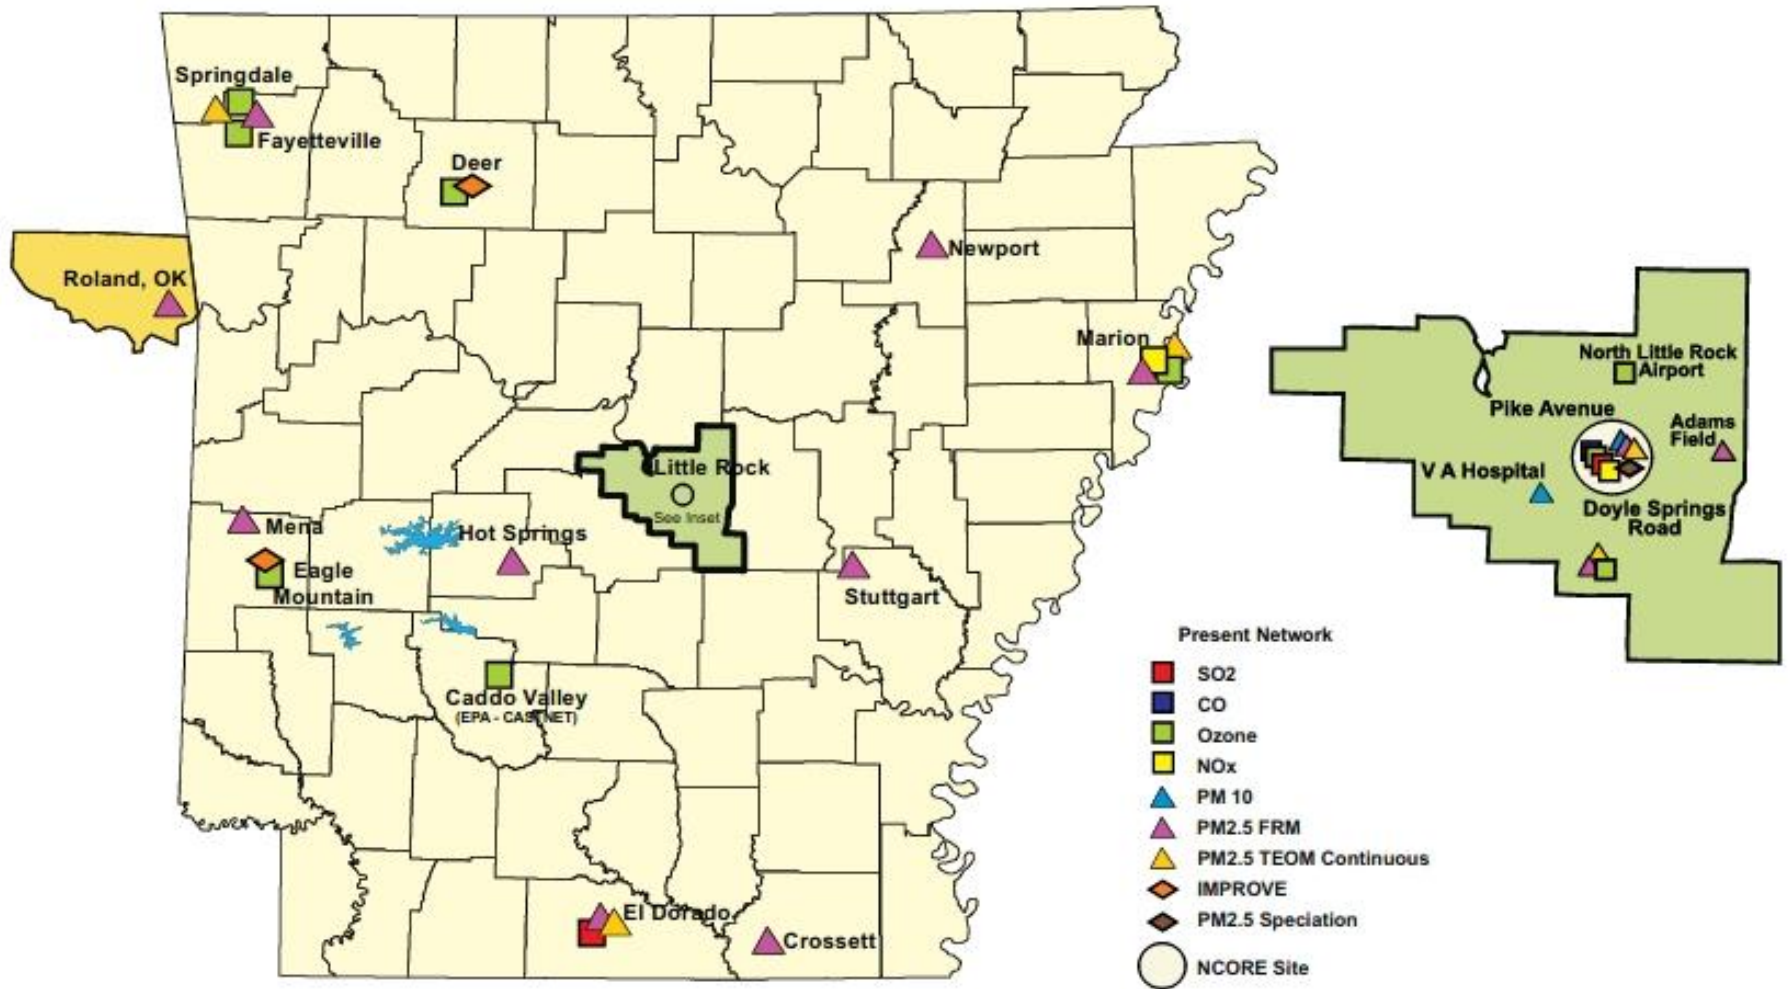 Springdale
Fayetteville
Deer
Roland, OK
Newport
Marion
Little Rock
See Inset
Mena
Eagle
Mountain
Hot Springs
Stuttgart
Caddo Valley
(EPA - CASTNET)
El Dorado
Crossett
North Little Rock
Airport
Pike Avenue
Adams
Field
V A Hospital
Doyle Springs
Road
Present Network
SO2
CO
Ozone
NOx
PM 10
PM2.5 FRM
PM2.5 TEOM Continuous
IMPROVE
PM2.5 Speciation
NCORE Site